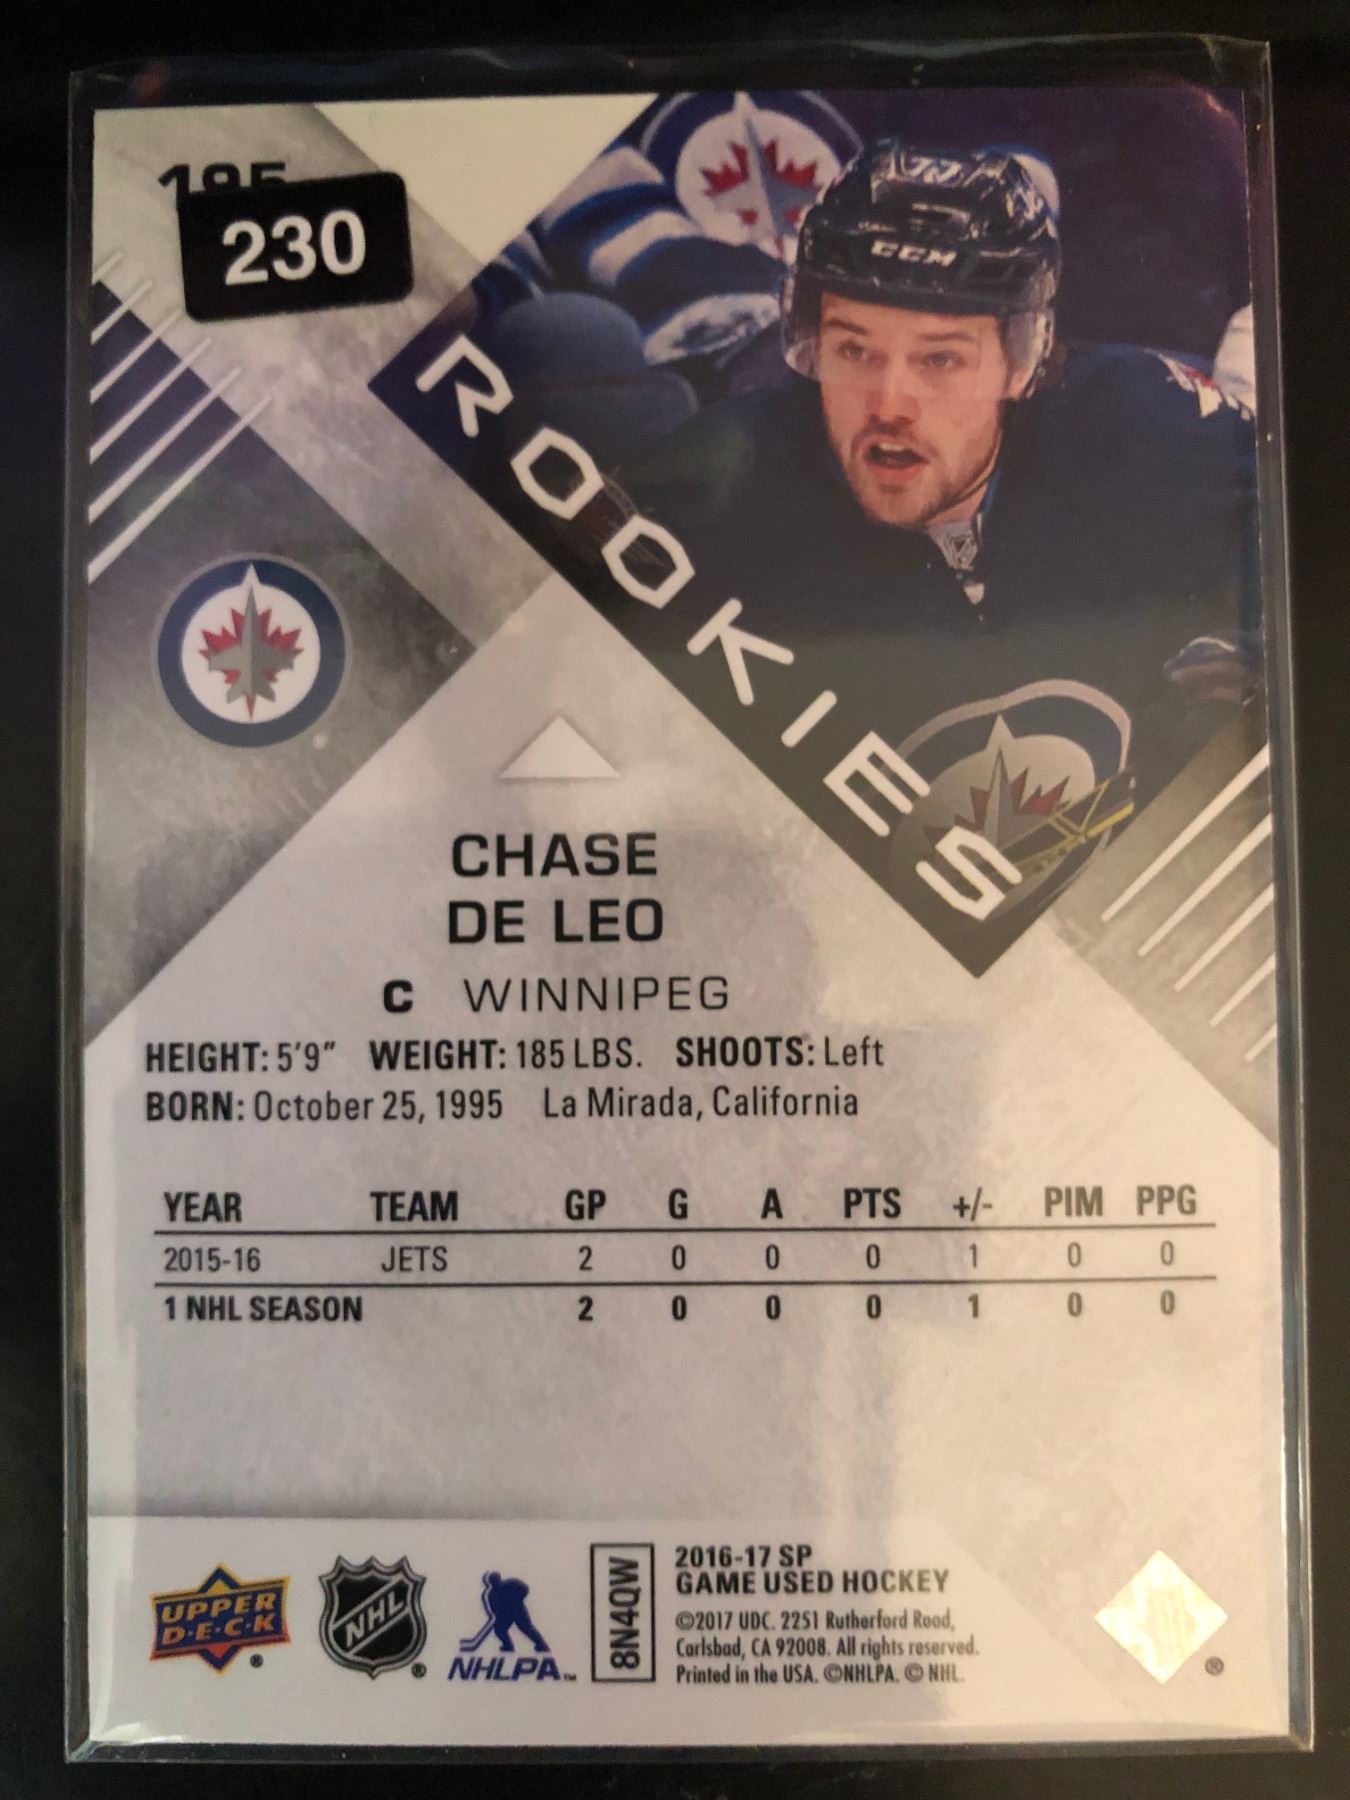 230
77
CCM
ROOKIES
CHASE
DE LEO
C WINNIPEG
HEIGHT: 5'9" WEIGHT: 185 LBS. SHOOTS: Left
BORN: October 25, 1995 La Mirada, California
YEAR TEAM GP G A PTS +/- PIM PPG
2015-16 JETS 2 0 0 0 1 0 0
1 NHL SEASON 2 0 0 0 1 0 0
UPPER
D·E·C·K ®
NHL ®
NHLPA™
8N4QW
2016-17 SP
GAME USED HOCKEY
©2017 UDC. 2251 Rutherford Road,
Carlsbad, CA 92008. All rights reserved.
Printed in the USA. ©NHLPA. © NHL.
®